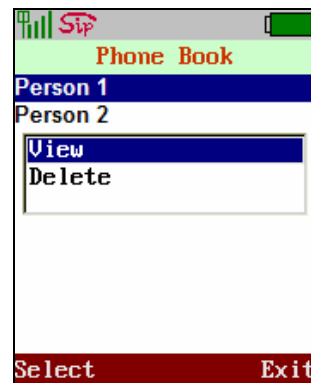 Sip
Phone Book
Person 1
Person 2
View
Delete
Select Exit